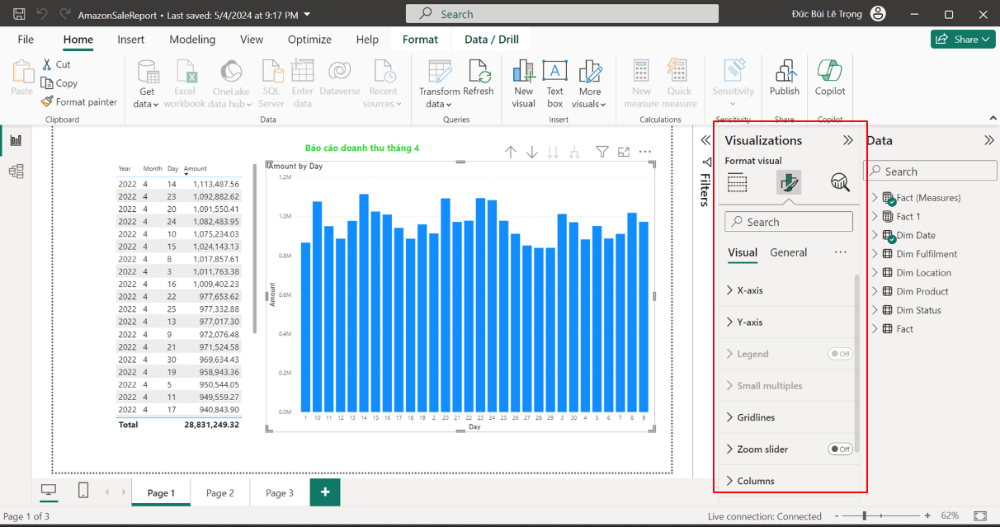 AmazonSaleReport • Last saved: 5/4/2024 at 9:17 PM
Search
Đức Bùi Lê Trọng
File Home Insert Modeling View Optimize Help Format Data / Drill
Share
Paste
Cut
Copy
Format painter
Clipboard
Get data
Excel workbook
OneLake data hub
SQL Server
Enter data
Dataverse
Recent sources
Data
Transform data
Refresh
Queries
New visual
Text box
More visuals
Insert
New measure
Quick measure
Calculations
Sensitivity
Sensitivity
Publish
Share
Copilot
Copilot
Báo cáo doanh thu tháng 4
Year Month Day Amount
2022 4 14 1,113,487.56
2022 4 23 1,092,882.62
2022 4 20 1,091,550.41
2022 4 24 1,082,483.95
2022 4 10 1,075,234.03
2022 4 15 1,024,143.13
2022 4 8 1,017,857.61
2022 4 3 1,011,763.38
2022 4 16 1,009,402.23
2022 4 22 977,653.62
2022 4 25 977,332.88
2022 4 13 977,017.30
2022 4 9 972,076.48
2022 4 21 971,524.58
2022 4 30 969,634.43
2022 4 19 958,943.36
2022 4 5 950,544.05
2022 4 11 949,559.27
2022 4 17 940,843.90
Total 28,831,249.32
Amount by Day
1.2M
1.0M
0.8M
0.6M
0.4M
0.2M
0.0M
Amount
1 10 11 12 13 14 15 16 17 18 19 2 20 21 22 23 24 25 26 27 28 29 3 30 4 5 6 7 8 9
Day
Filters
Visualizations
Format visual
Search
Visual General
X-axis
Y-axis
Legend Off
Small multiples
Gridlines
Zoom slider Off
Columns
Data
Search
Fact (Measures)
Fact 1
Dim Date
Dim Fulfilment
Dim Location
Dim Product
Dim Status
Fact
Page 1 Page 2 Page 3 +
Page 1 of 3
Live connection: Connected
- + 62%